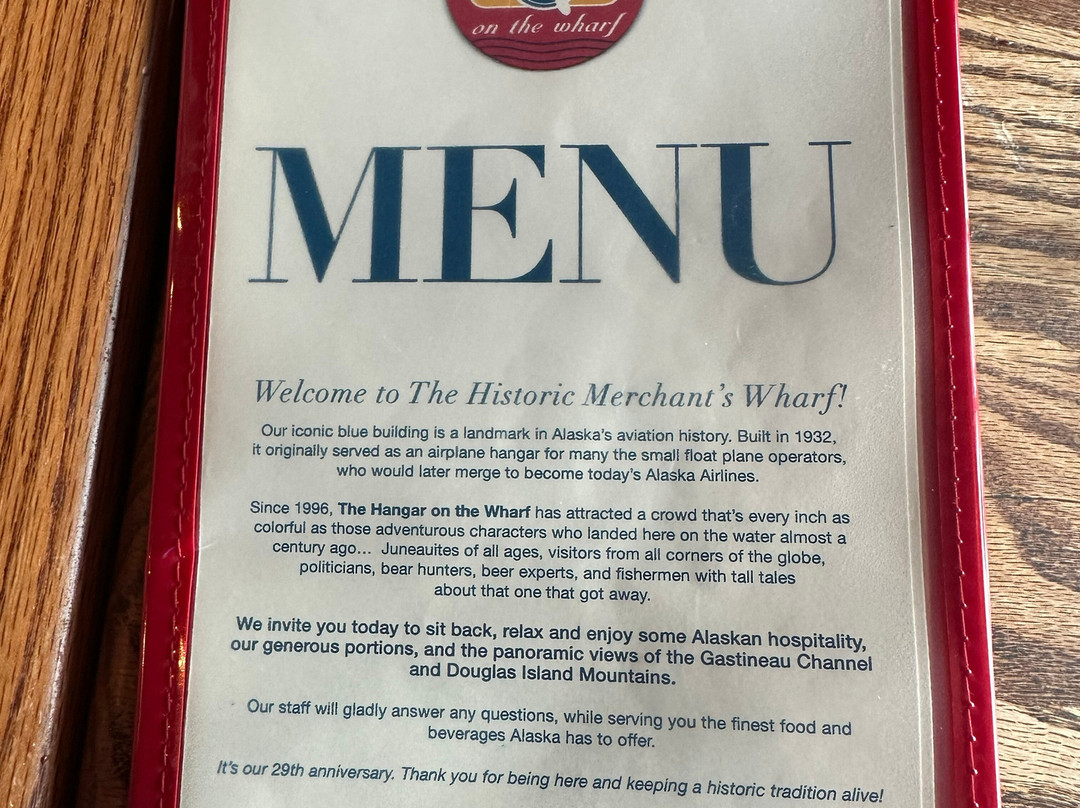 on the wharf
MENU
Welcome to The Historic Merchant's Wharf!
Our iconic blue building is a landmark in Alaska's aviation history. Built in 1932,
it originally served as an airplane hangar for many the small float plane operators,
who would later merge to become today's Alaska Airlines.
Since 1996, The Hangar on the Wharf has attracted a crowd that's every inch as
colorful as those adventurous characters who landed here on the water almost a
century ago... Juneauites of all ages, visitors from all corners of the globe,
politicians, bear hunters, beer experts, and fishermen with tall tales
about that one that got away.
We invite you today to sit back, relax and enjoy some Alaskan hospitality,
our generous portions, and the panoramic views of the Gastineau Channel
and Douglas Island Mountains.
Our staff will gladly answer any questions, while serving you the finest food and
beverages Alaska has to offer.
It's our 29th anniversary. Thank you for being here and keeping a historic tradition alive!